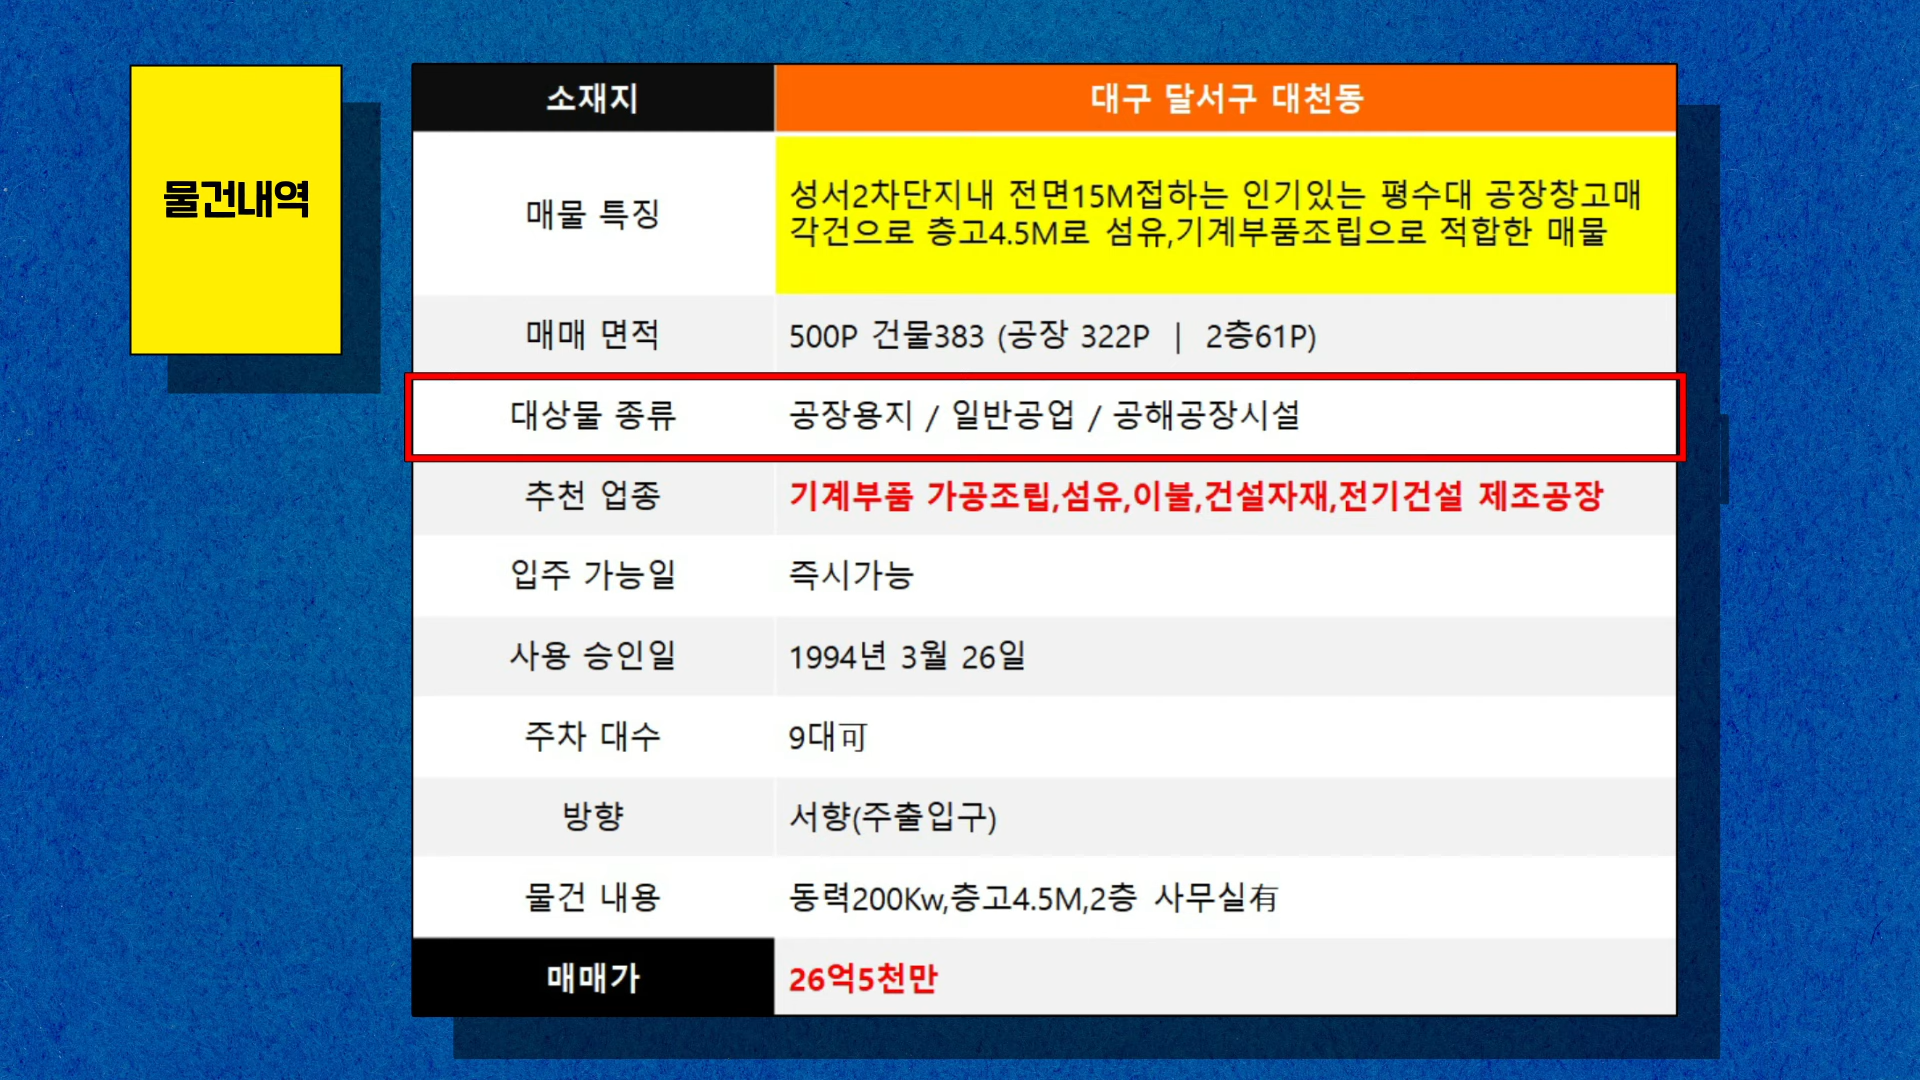 물건내역
소재지
대구 달서구 대천동
매물 특징
성서2차단지내 전면15M접하는 인기있는 평수대 공장창고매
각건으로 층고4.5M로 섬유,기계부품조립으로 적합한 매물
매매 면적
500P 건물383 (공장 322P | 2층61P)
대상물 종류
공장용지 / 일반공업 / 공해공장시설
추천 업종
기계부품 가공조립,섬유,이불,건설자재,전기건설 제조공장
입주 가능일
즉시가능
사용 승인일
1994년 3월 26일
주차 대수
9대可
방향
서향(주출입구)
물건 내용
동력200Kw,층고4.5M,2층 사무실有
매매가
26억5천만